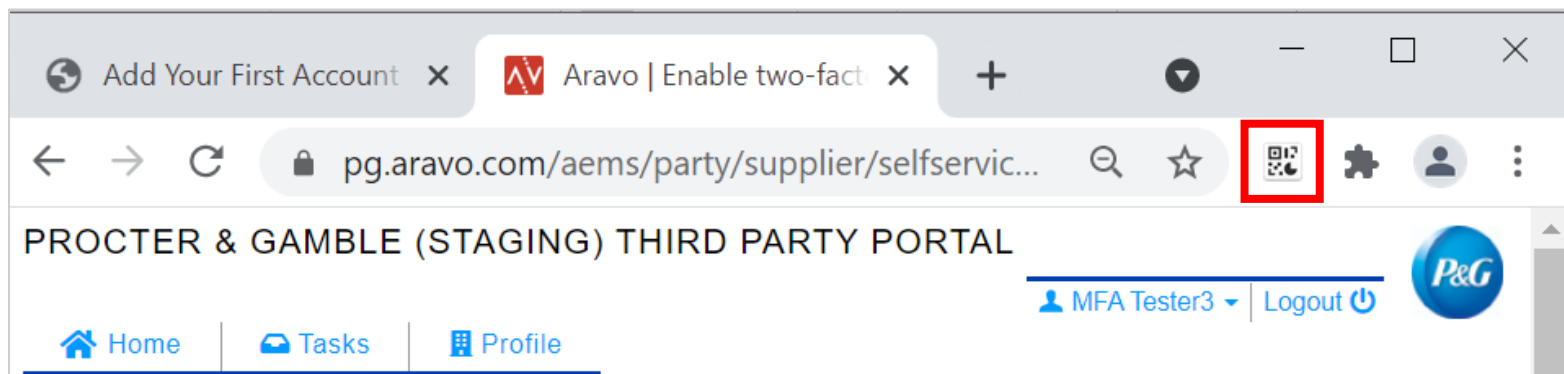 Add Your First Account
Aravo | Enable two-facto
pg.aravo.com/aems/party/supplier/selfservic...
PROCTER & GAMBLE (STAGING) THIRD PARTY PORTAL
P&G
MFA Tester3
Logout
Home
Tasks
Profile